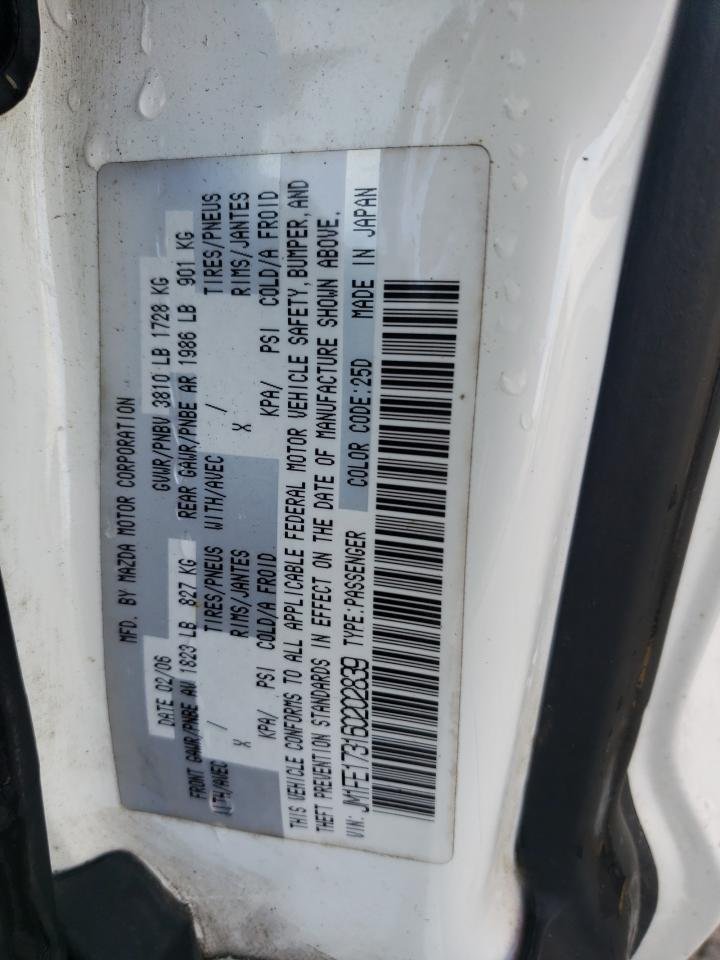 MFD. BY MAZDA MOTOR CORPORATION
DATE 02/06 GVWR/PNBV 3810 LB 1728 KG
FRONT GAWR/PNBE AV 1823 LB 827 KG REAR GAWR/PNBE AR 1986 LB 901 KG
WITH/AVEC / TIRES/PNEUS WITH/AVEC / TIRES/PNEUS
X RIMS/JANTES X RIMS/JANTES
KPA/ PSI COLD/A FROID KPA/ PSI COLD/A FROID
THIS VEHICLE CONFORMS TO ALL APPLICABLE FEDERAL MOTOR VEHICLE SAFETY, BUMPER, AND
THEFT PREVENTION STANDARDS IN EFFECT ON THE DATE OF MANUFACTURE SHOWN ABOVE.
VIN: JM1FE173160202839 TYPE:PASSENGER COLOR CODE:25D MADE IN JAPAN